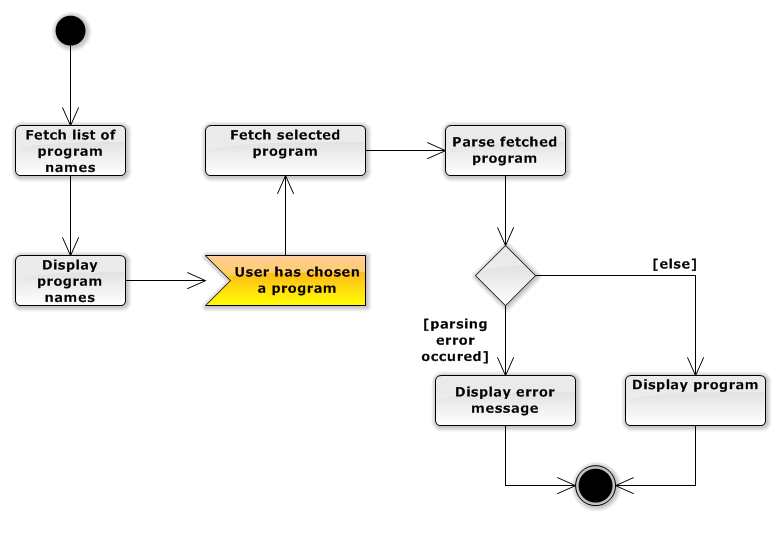 Fetch list of
program
names
Display
program
names
User has chosen
a program
Fetch selected
program
Parse fetched
program
[parsing
error
occured]
[else]
Display error
message
Display program